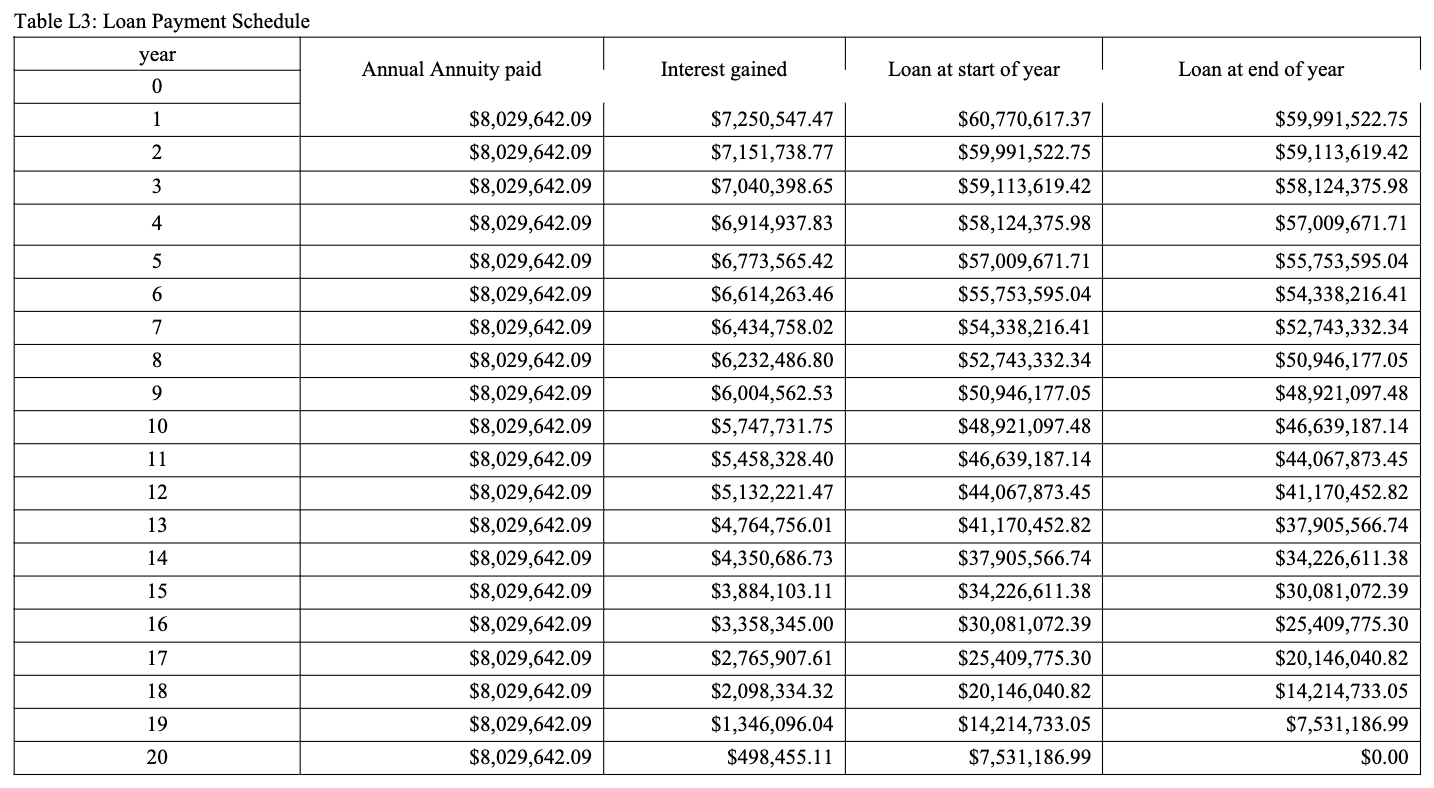 Table L3: Loan Payment Schedule
year Annual Annuity paid Interest gained Loan at start of year Loan at end of year
0
1 $8,029,642.09 $7,250,547.47 $60,770,617.37 $59,991,522.75
2 $8,029,642.09 $7,151,738.77 $59,991,522.75 $59,113,619.42
3 $8,029,642.09 $7,040,398.65 $59,113,619.42 $58,124,375.98
4 $8,029,642.09 $6,914,937.83 $58,124,375.98 $57,009,671.71
5 $8,029,642.09 $6,773,565.42 $57,009,671.71 $55,753,595.04
6 $8,029,642.09 $6,614,263.46 $55,753,595.04 $54,338,216.41
7 $8,029,642.09 $6,434,758.02 $54,338,216.41 $52,743,332.34
8 $8,029,642.09 $6,232,486.80 $52,743,332.34 $50,946,177.05
9 $8,029,642.09 $6,004,562.53 $50,946,177.05 $48,921,097.48
10 $8,029,642.09 $5,747,731.75 $48,921,097.48 $46,639,187.14
11 $8,029,642.09 $5,458,328.40 $46,639,187.14 $44,067,873.45
12 $8,029,642.09 $5,132,221.47 $44,067,873.45 $41,170,452.82
13 $8,029,642.09 $4,764,756.01 $41,170,452.82 $37,905,566.74
14 $8,029,642.09 $4,350,686.73 $37,905,566.74 $34,226,611.38
15 $8,029,642.09 $3,884,103.11 $34,226,611.38 $30,081,072.39
16 $8,029,642.09 $3,358,345.00 $30,081,072.39 $25,409,775.30
17 $8,029,642.09 $2,765,907.61 $25,409,775.30 $20,146,040.82
18 $8,029,642.09 $2,098,334.32 $20,146,040.82 $14,214,733.05
19 $8,029,642.09 $1,346,096.04 $14,214,733.05 $7,531,186.99
20 $8,029,642.09 $498,455.11 $7,531,186.99 $0.00